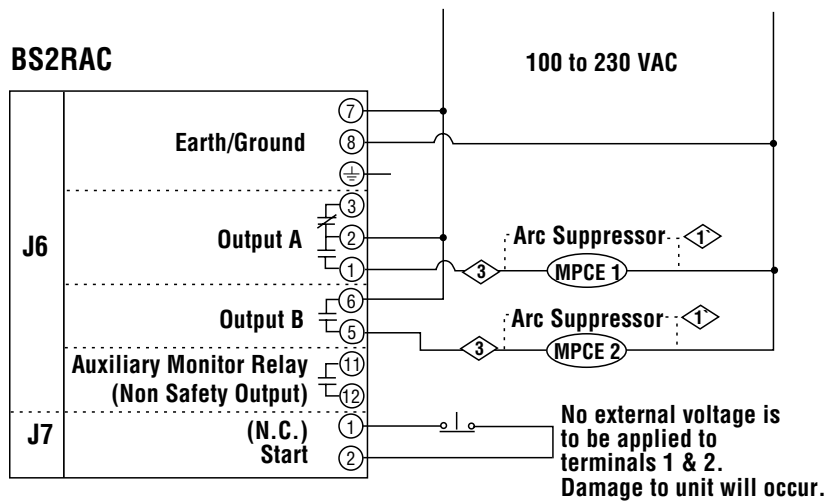 BS2RAC
100 to 230 VAC
7
Earth/Ground
8
3
J6
Output A
2
Arc Suppressor
1`
1
3
MPCE 1
6
Output B
Arc Suppressor
1`
5
3
MPCE 2
Auxiliary Monitor Relay
11
(Non Safety Output)
12
J7
(N.C.)
1
Start
2
No external voltage is
to be applied to
terminals 1 & 2.
Damage to unit will occur.